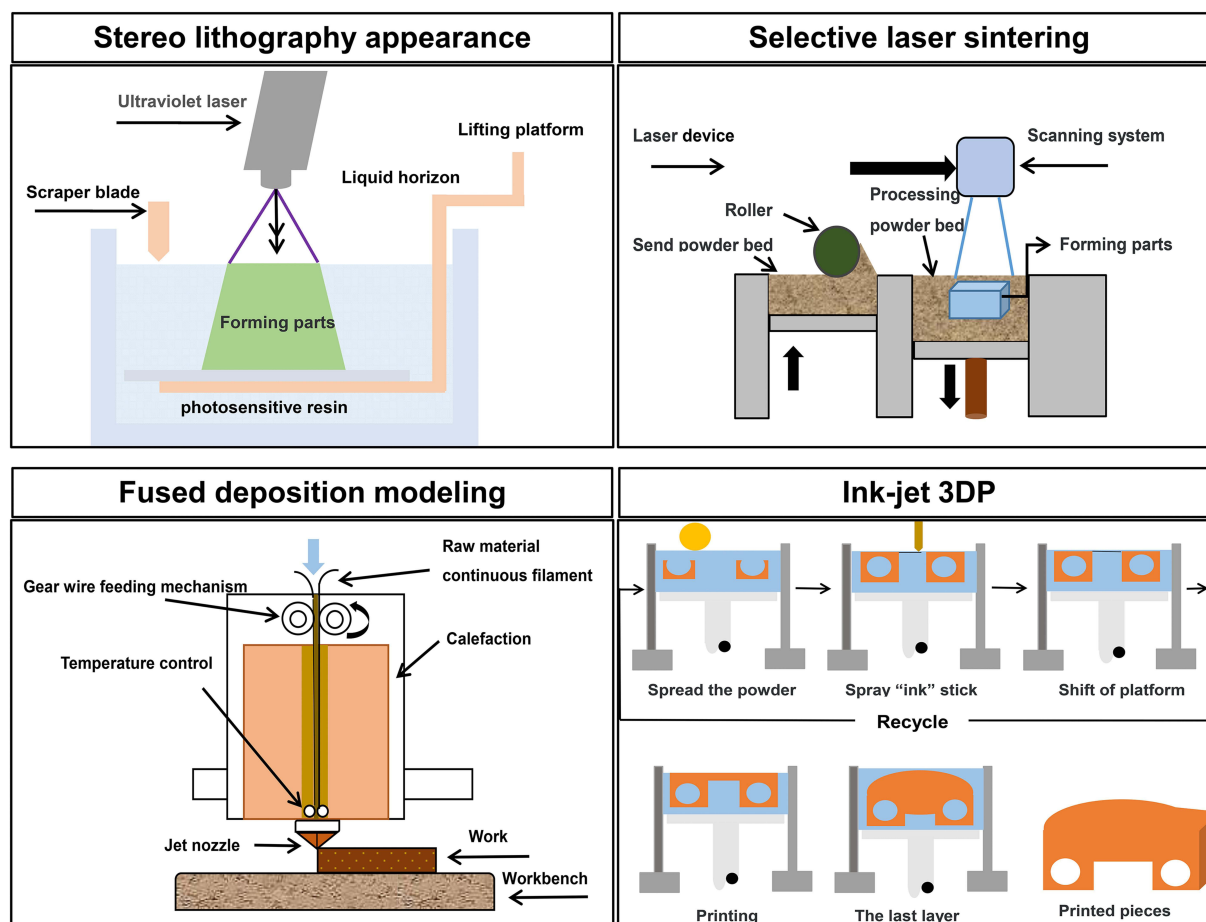 Stereo lithography appearance
Ultraviolet laser
Lifting platform
Liquid horizon
Scraper blade
Forming parts
photosensitive resin
Selective laser sintering
Laser device
Scanning system
Processing
powder bed
Roller
Send powder bed
Forming parts
Fused deposition modeling
Raw material
continuous filament
Gear wire feeding mechanism
Calefaction
Temperature control
Jet nozzle
Work
Workbench
Ink-jet 3DP
Spread the powder
Spray “ink” stick
Shift of platform
Recycle
Printing
The last layer
Printed pieces